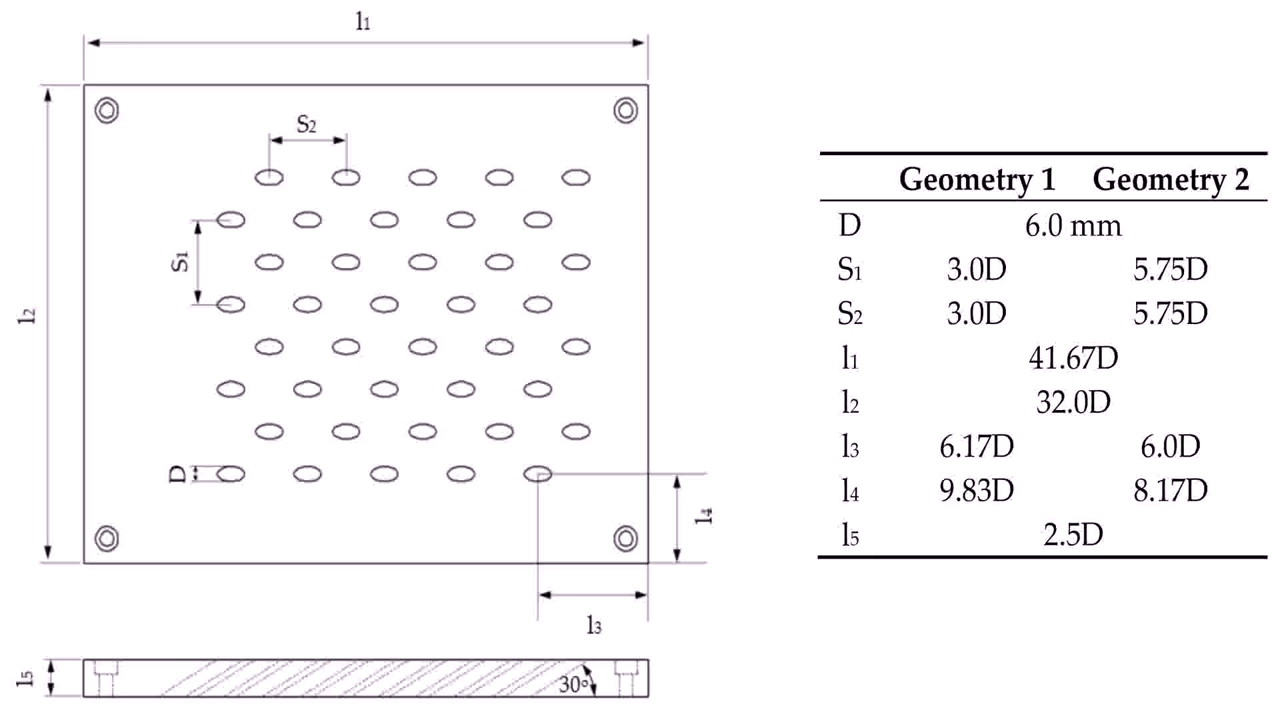 l1
S2
S1
l2
D
l4
l3
l5
30°
Geometry 1 Geometry 2
D 6.0 mm
S1 3.0D 5.75D
S2 3.0D 5.75D
l1 41.67D
l2 32.0D
l3 6.17D 6.0D
l4 9.83D 8.17D
l5 2.5D